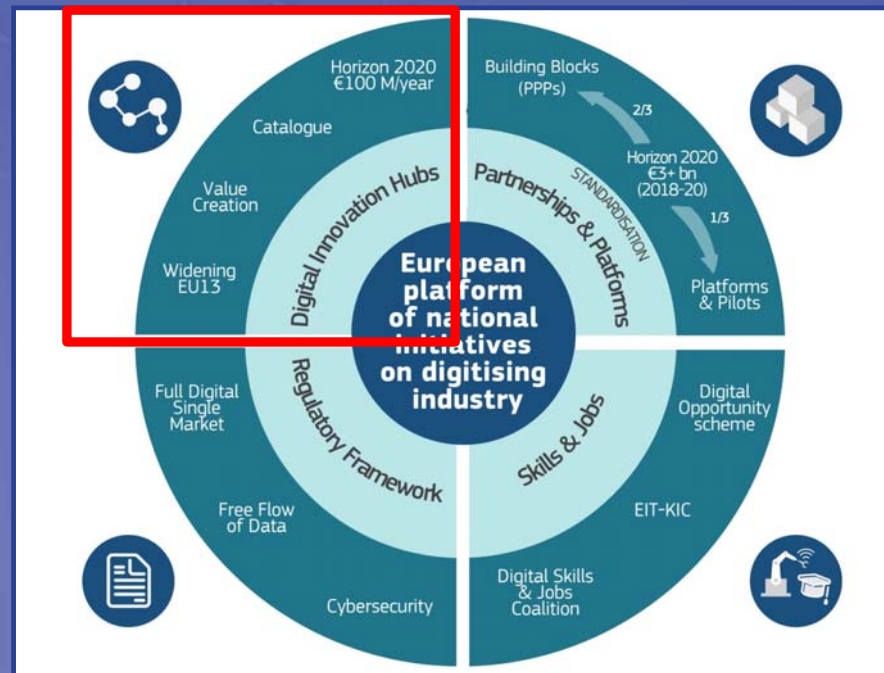 Horizon 2020
€100 M/year
Catalogue
Value
Creation
Widening
EU13
Digital Innovation Hubs
Building Blocks
(PPPs)
2/3
Horizon 2020
€3+ bn
(2018-20)
1/3
Platforms
& Pilots
STANDARDISATION
Partnerships & Platforms
European
platform
of national
initiatives
on digitising
industry
Full Digital
Single
Market
Free Flow
of Data
Cybersecurity
Regulatory Framework
Skills & Jobs
Digital
Opportunity
scheme
EIT-KIC
Digital Skills
& Jobs
Coalition